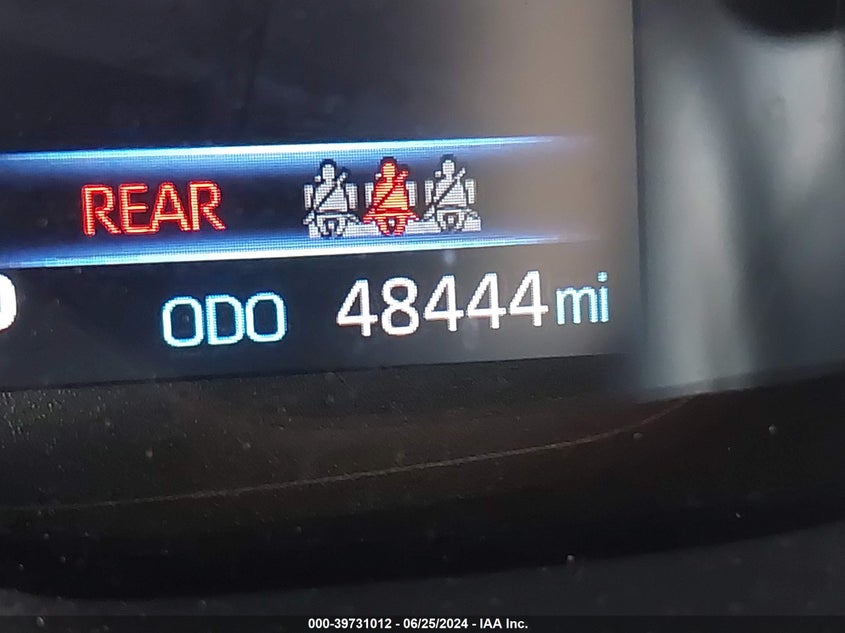 REAR
ODO 48444 mi
000-39731012 - 06/25/2024 - IAA Inc.